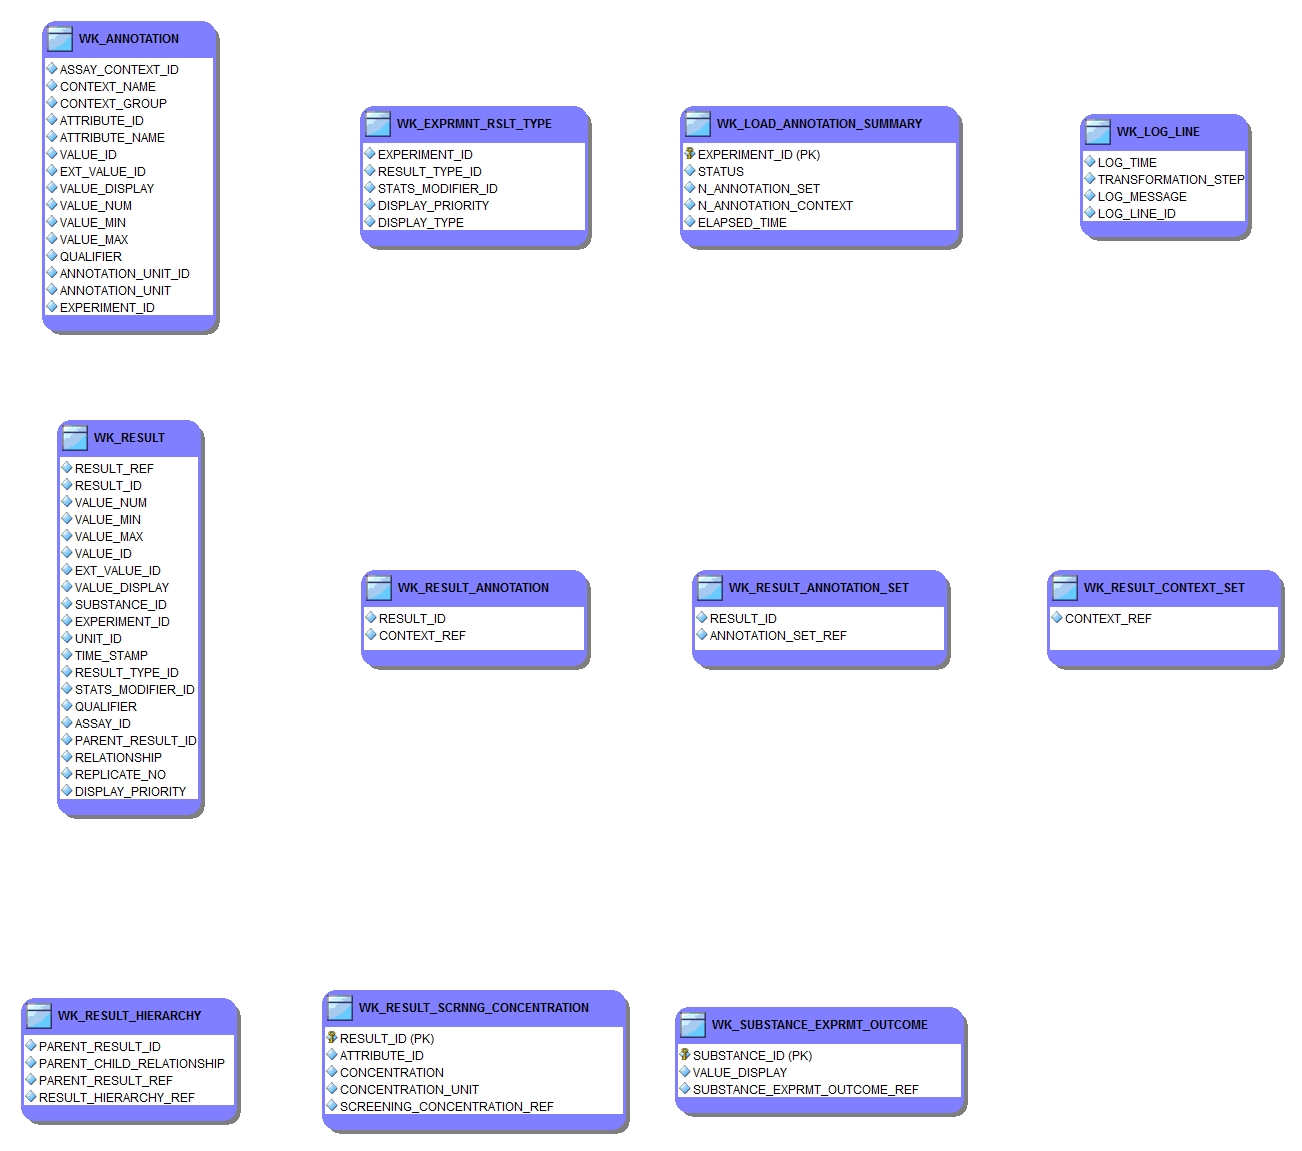 WK_ANNOTATION
ASSAY_CONTEXT_ID
CONTEXT_NAME
CONTEXT_GROUP
ATTRIBUTE_ID
ATTRIBUTE_NAME
VALUE_ID
EXT_VALUE_ID
VALUE_DISPLAY
VALUE_NUM
VALUE_MIN
VALUE_MAX
QUALIFIER
ANNOTATION_UNIT_ID
ANNOTATION_UNIT
EXPERIMENT_ID
WK_EXPRMNT_RSLT_TYPE
EXPERIMENT_ID
RESULT_TYPE_ID
STATS_MODIFIER_ID
DISPLAY_PRIORITY
DISPLAY_TYPE
WK_LOAD_ANNOTATION_SUMMARY
EXPERIMENT_ID (PK)
STATUS
N_ANNOTATION_SET
N_ANNOTATION_CONTEXT
ELAPSED_TIME
WK_LOG_LINE
LOG_TIME
TRANSFORMATION_STEP
LOG_MESSAGE
LOG_LINE_ID
WK_RESULT
RESULT_REF
RESULT_ID
VALUE_NUM
VALUE_MIN
VALUE_MAX
VALUE_ID
EXT_VALUE_ID
VALUE_DISPLAY
SUBSTANCE_ID
EXPERIMENT_ID
UNIT_ID
TIME_STAMP
RESULT_TYPE_ID
STATS_MODIFIER_ID
QUALIFIER
ASSAY_ID
PARENT_RESULT_ID
RELATIONSHIP
REPLICATE_NO
DISPLAY_PRIORITY
WK_RESULT_ANNOTATION
RESULT_ID
CONTEXT_REF
WK_RESULT_ANNOTATION_SET
RESULT_ID
ANNOTATION_SET_REF
WK_RESULT_CONTEXT_SET
CONTEXT_REF
WK_RESULT_HIERARCHY
PARENT_RESULT_ID
PARENT_CHILD_RELATIONSHIP
PARENT_RESULT_REF
RESULT_HIERARCHY_REF
WK_RESULT_SCRNNG_CONCENTRATION
RESULT_ID (PK)
ATTRIBUTE_ID
CONCENTRATION
CONCENTRATION_UNIT
SCREENING_CONCENTRATION_REF
WK_SUBSTANCE_EXPRMT_OUTCOME
SUBSTANCE_ID (PK)
VALUE_DISPLAY
SUBSTANCE_EXPRMT_OUTCOME_REF